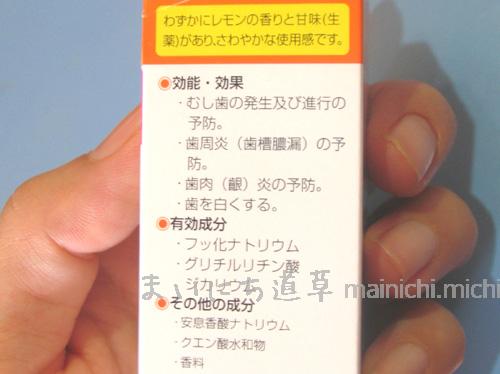 わずかにレモンの香りと甘味(生
薬)があり、さわやかな使用感です。
●効能・効果
・むし歯の発生及び進行の
予防。
・歯周炎(歯槽膿漏)の予
防。
・歯肉(齦)炎の予防。
・歯を白くする。
●有効成分
・フッ化ナトリウム
・グリチルリチン酸
ジカリウム
まいにち道草 mainichi.michi
●その他の成分
・安息香酸ナトリウム
・クエン酸水和物
・香料